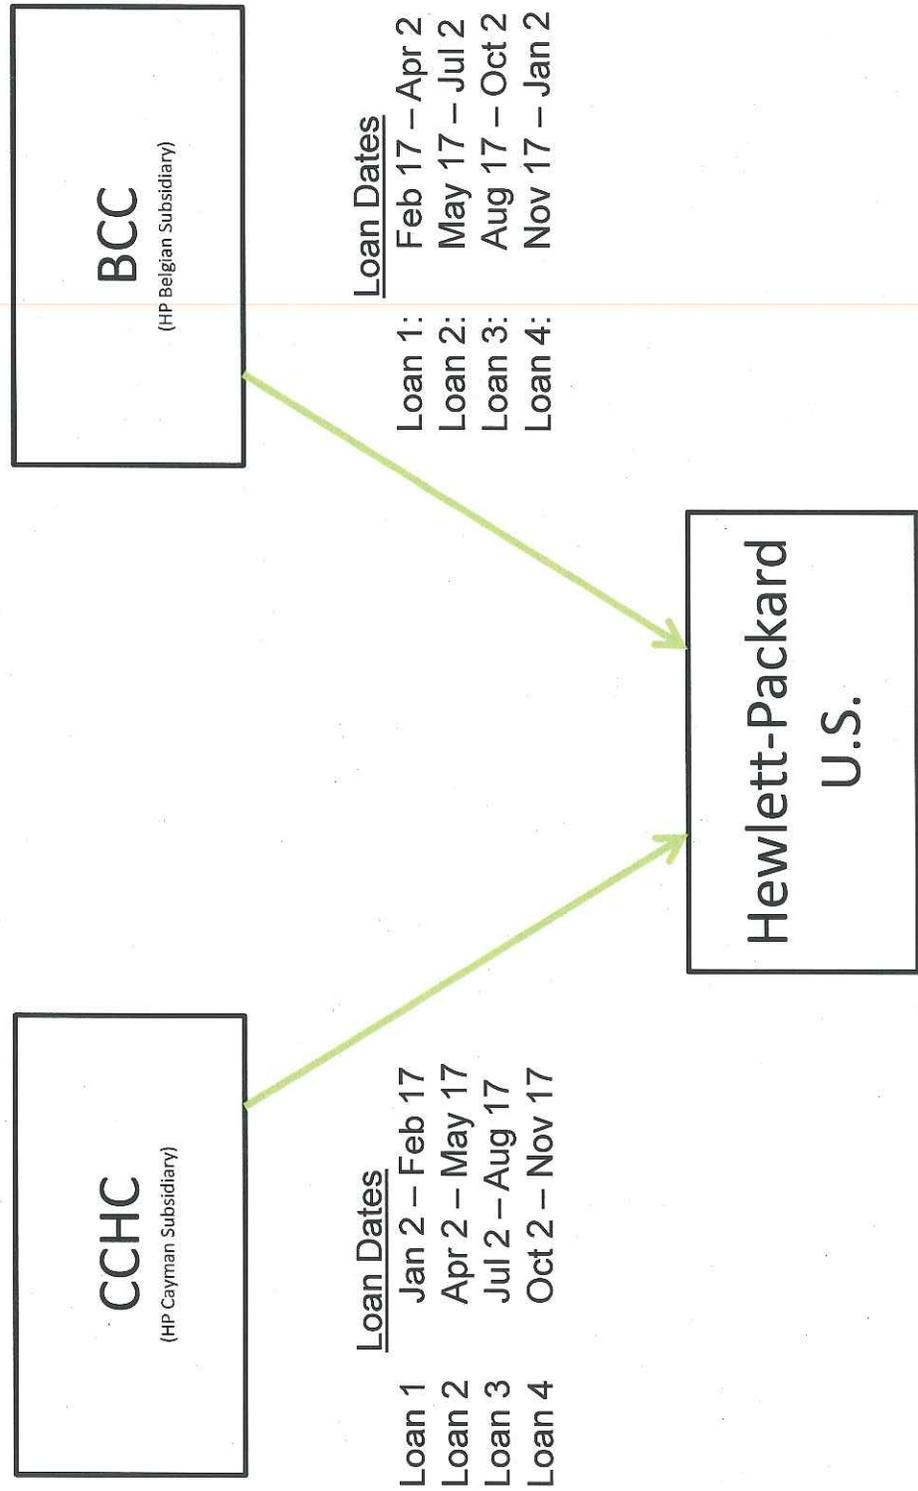 CCHC
(HP Cayman Subsidiary)
BCC
(HP Belgian Subsidiary)
Loan Dates
Loan 1 Jan 2 – Feb 17
Loan 2 Apr 2 – May 17
Loan 3 Jul 2 – Aug 17
Loan 4 Oct 2 – Nov 17
Loan Dates
Loan 1: Feb 17 – Apr 2
Loan 2: May 17 – Jul 2
Loan 3: Aug 17 – Oct 2
Loan 4: Nov 17 – Jan 2
Hewlett-Packard
U.S.